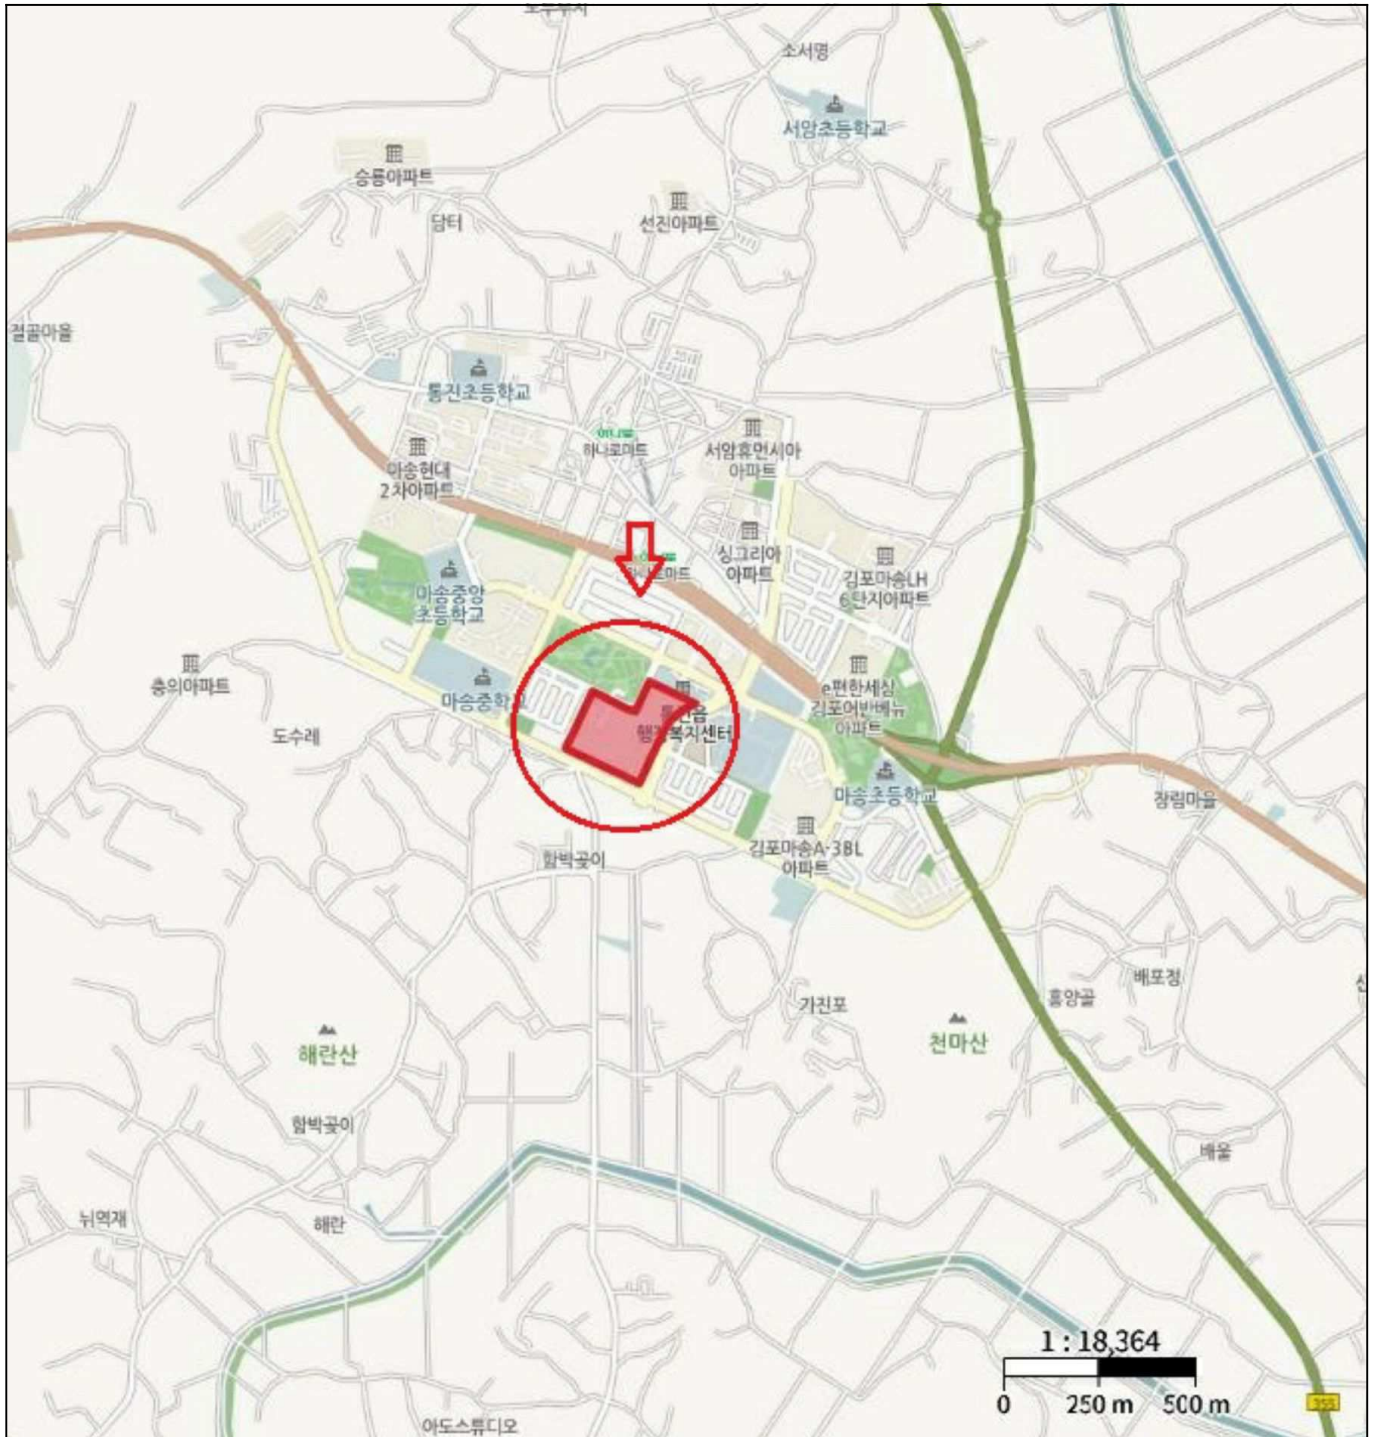 소서명
서암초등학교
승룡아파트
담터
선진아파트
절골마을
통진초등학교
하나로마트
서암휴먼시아
아파트
마송현대
2차아파트
싱그리아
아파트
김포마송LH
6단지아파트
마송중앙
초등학교
충의아파트
마송중학교
e편한세상
김포어반베뉴
아파트
행정복지센터
도수레
마송초등학교
장림마을
김포마송A-3BL
아파트
함박곶이
가진포
배포정
흥양골
천마산
해란산
함박곶이
배울
뉘역재
해란
아도스튜디오
1 : 18,364
0 250 m 500 m
355